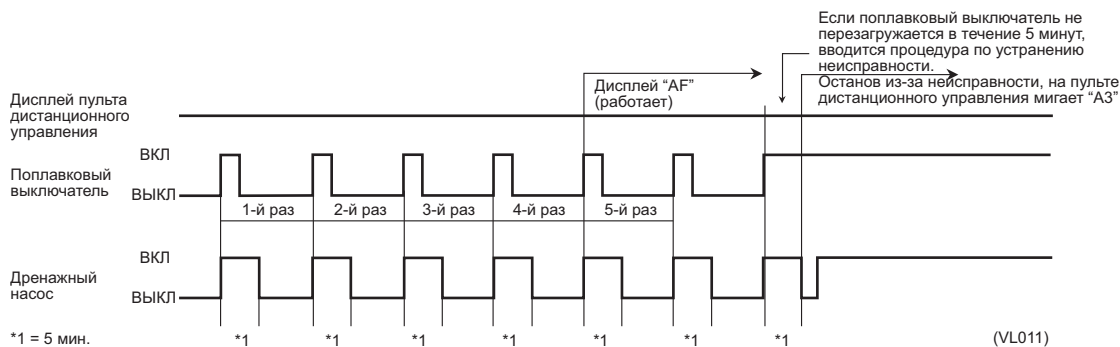 Если поплавковый выключатель не
перезагружается в течение 5 минут,
вводится процедура по устранению
неисправности.
Останов из-за неисправности, на пульте
дистанционного управления мигает “A3”
Дисплей “AF”
(работает)
Дисплей пульта
дистанционного
управления
ВКЛ
Поплавковый
выключатель
ВЫКЛ
1-й раз 2-й раз 3-й раз 4-й раз 5-й раз
ВКЛ
Дренажный
насос
ВЫКЛ
*1 = 5 мин. *1 *1 *1 *1 *1 *1 *1 (VL011)